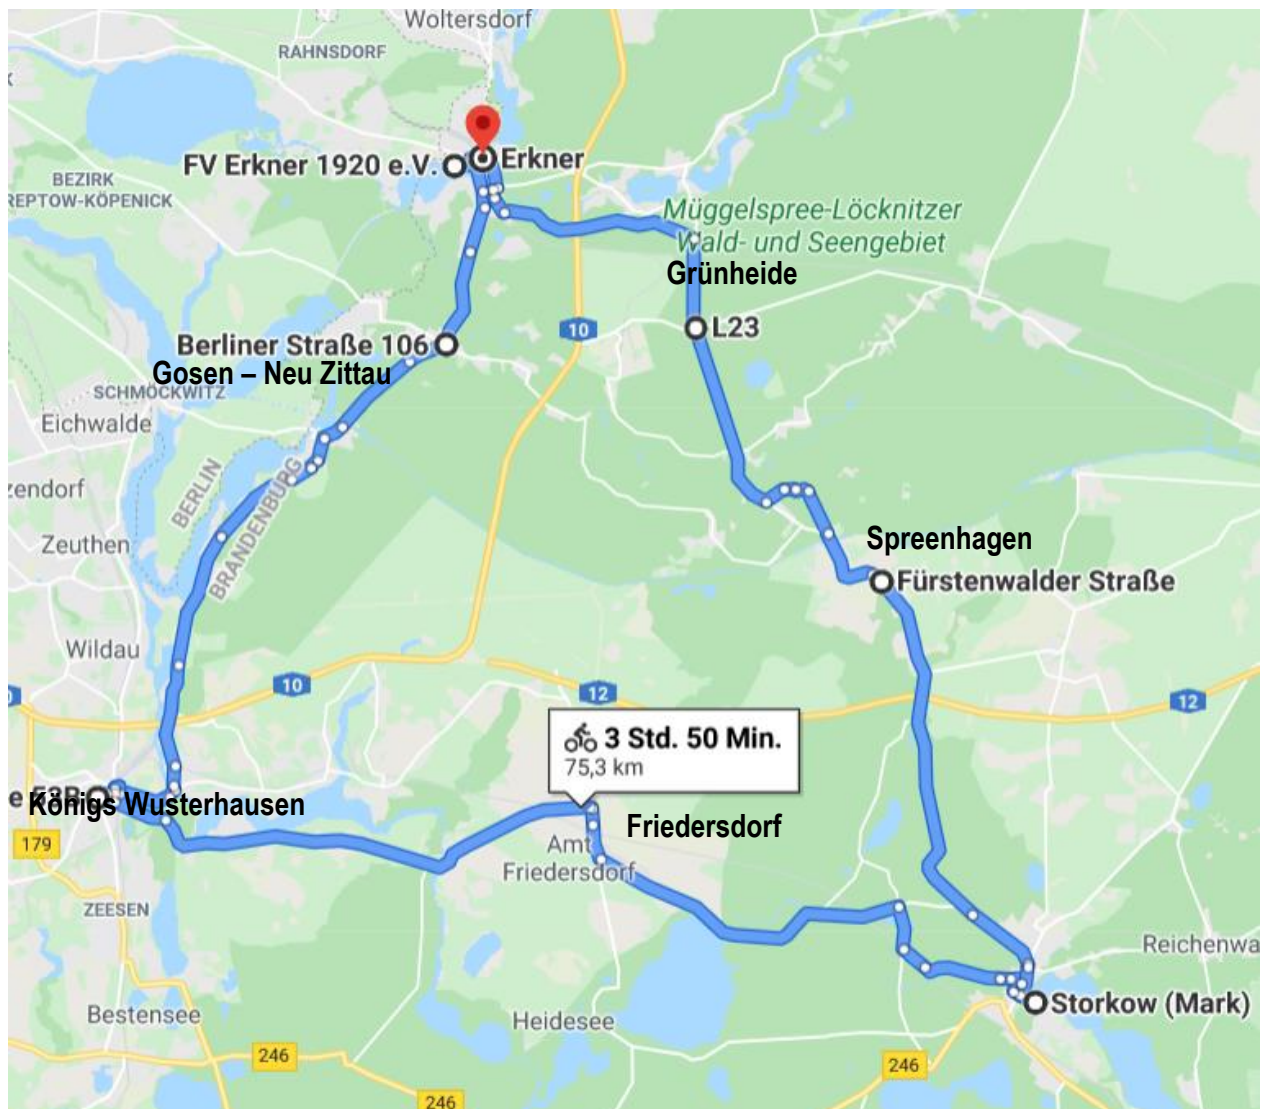 Woltersdorf
RAHNSDORF
FV Erkner 1920 e.V.
Erkner
BEZIRK
REPTOW-KÖPENICK
Müggelspree-Löcknitzer
Wald- und Seengebiet
Grünheide
10
L23
Berliner Straße 106
Gosen – Neu Zittau
SCHMÖCKWITZ
Eichwalde
BERLIN
BRANDENBURG
zendorf
Zeuthen
Spreenhagen
Fürstenwalder Straße
Wildau
10
12
12
3 Std. 50 Min.
75,3 km
Königs Wusterhausen
Friedersdorf
179
Amt
Friedersdorf
ZEESEN
Reichenwa
Storkow (Mark)
Bestensee
Heidesee
246
246
246